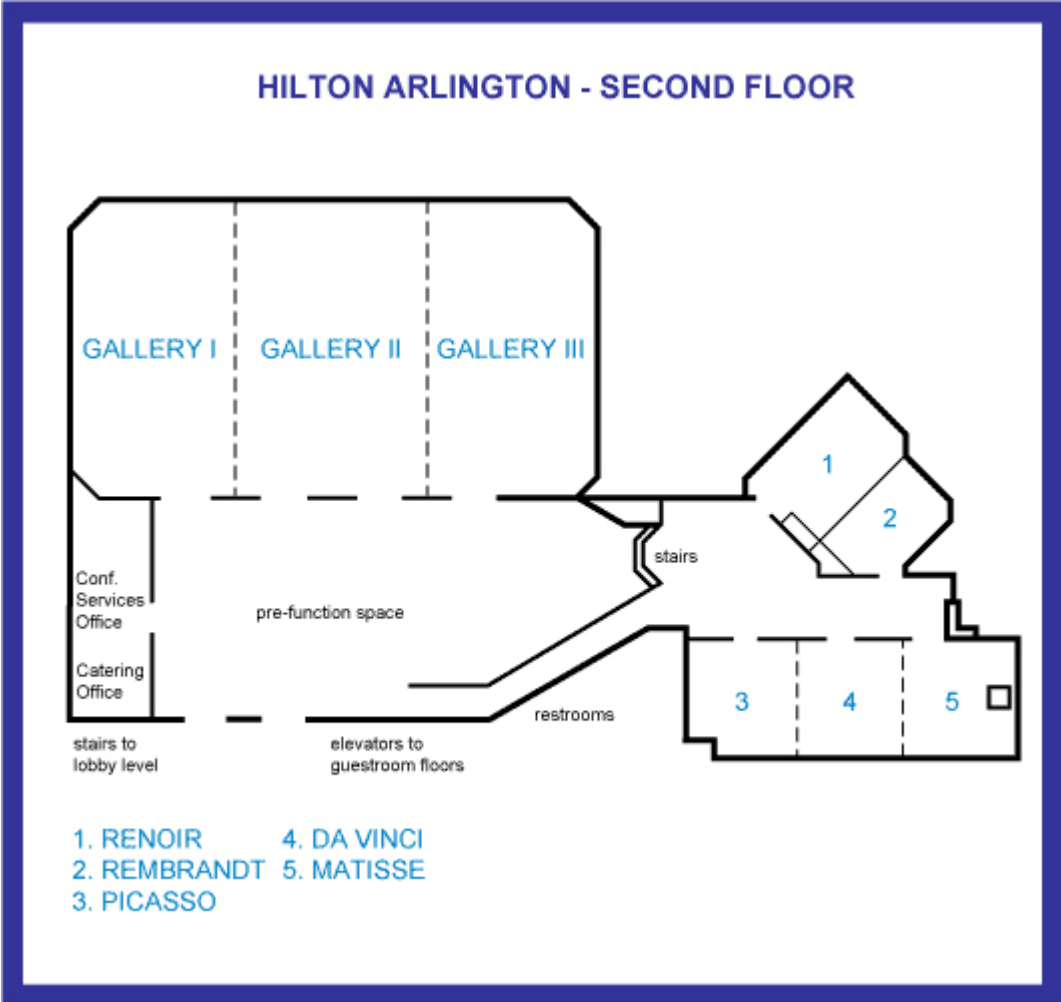 HILTON ARLINGTON - SECOND FLOOR
GALLERY I
GALLERY II
GALLERY III
1
2
stairs
Conf.
Services
Office
pre-function space
Catering
Office
3
4
5
restrooms
stairs to
lobby level
elevators to
guestroom floors
1. RENOIR
2. REMBRANDT
3. PICASSO
4. DA VINCI
5. MATISSE